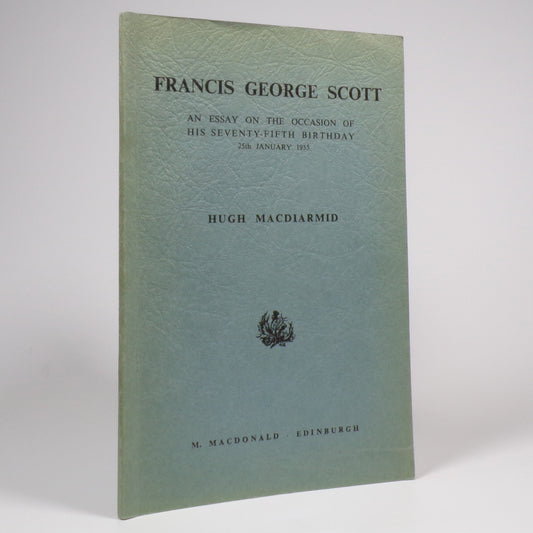 FRANCIS GEORGE SCOTT
AN ESSAY ON THE OCCASION OF
HIS SEVENTY-FIFTH BIRTHDAY
25th JANUARY 1955
HUGH MACDIARMID
M. MACDONALD · EDINBURGH